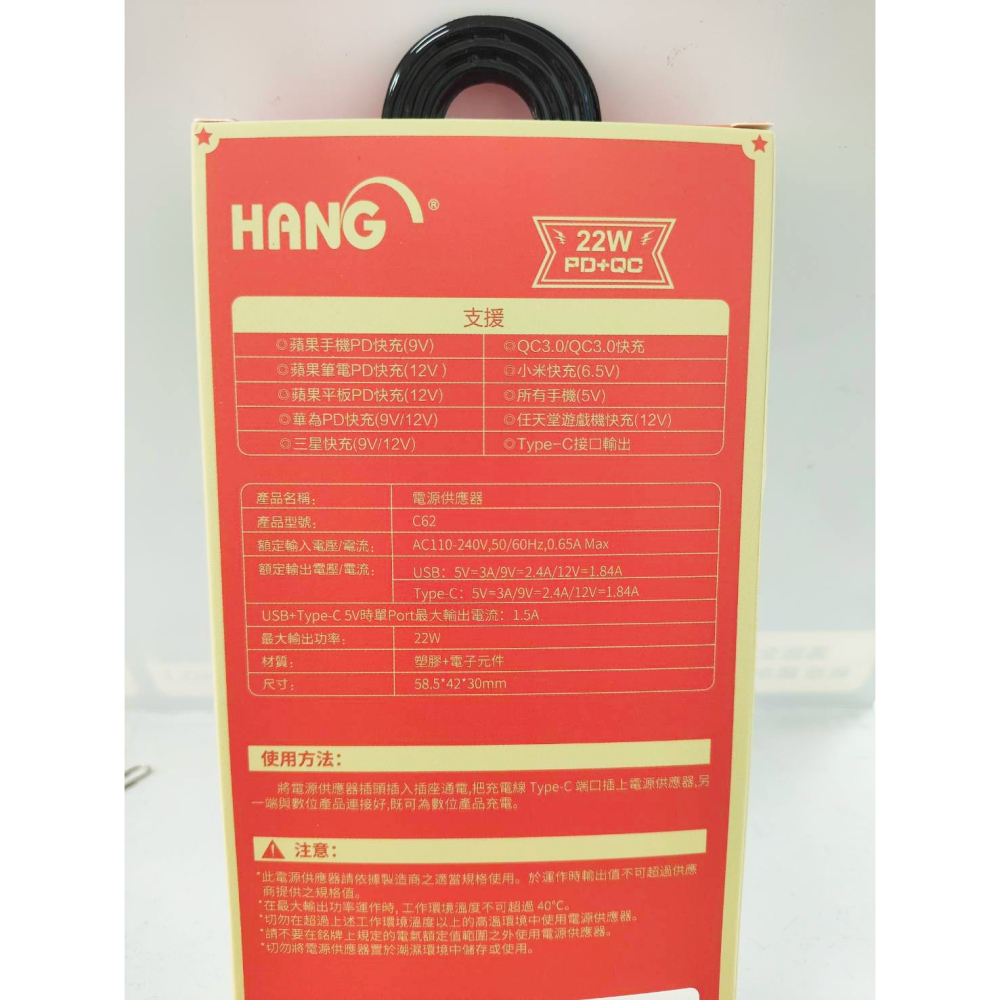 HANG®
22W
PD+QC
支援
◎蘋果手機PD快充(9V)
◎QC3.0/QC3.0快充
◎蘋果筆電PD快充(12V)
◎小米快充(6.5V)
◎蘋果平板PD快充(12V)
◎所有手機(5V)
◎華為PD快充(9V/12V)
◎任天堂遊戲機快充(12V)
◎三星快充(9V/12V)
◎Type-C接口輸出
產品名稱： 電源供應器
產品型號： C62
額定輸入電壓/電流： AC110-240V,50/60Hz,0.65A Max
額定輸出電壓/電流： USB：5V=3A/9V=2.4A/12V=1.84A
Type-C：5V=3A/9V=2.4A/12V=1.84A
USB+Type-C 5V時單Port最大輸出電流：1.5A
最大輸出功率： 22W
材質： 塑膠+電子元件
尺寸： 58.5*42*30mm
使用方法：
將電源供應器插頭插入插座通電,把充電線 Type-C 端口插上電源供應器,另
一端與數位產品連接好,既可為數位產品充電。
注意：
*此電源供應器請依據製造商之適當規格使用。於運作時輸出值不可超過供應
商提供之規格值。
*在最大輸出功率運作時,工作環境溫度不可超過 40°C。
*切勿在超過上述工作環境溫度以上的高溫環境中使用電源供應器。
*請不要在銘牌上規定的電氣額定值範圍之外使用電源供應器。
*切勿將電源供應器置於潮濕環境中儲存或使用。